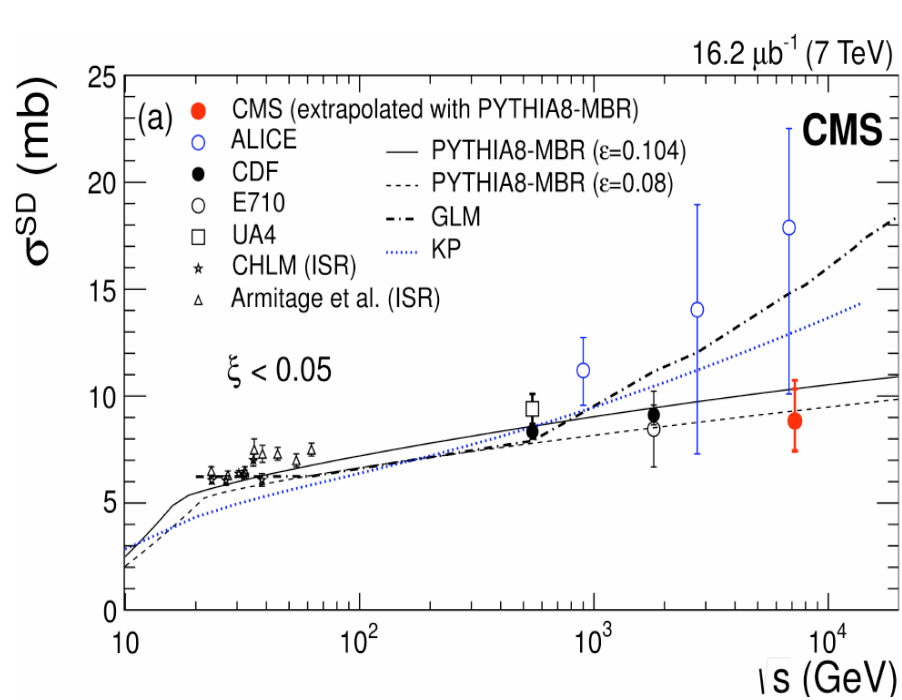 16.2 μb⁻¹ (7 TeV)
σ^SD (mb)
25
20
15
10
5
0
(a)
CMS (extrapolated with PYTHIA8-MBR)
ALICE
CDF
E710
UA4
CHLM (ISR)
Armitage et al. (ISR)
PYTHIA8-MBR (ε=0.104)
PYTHIA8-MBR (ε=0.08)
GLM
KP
CMS
ξ < 0.05
10
10²
10³
10⁴
√s (GeV)